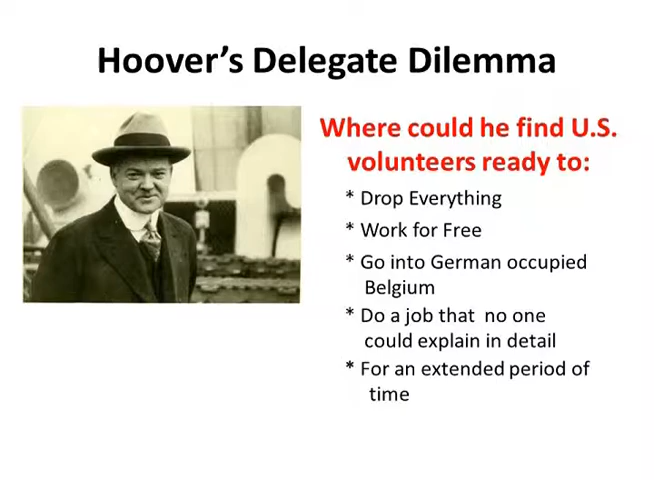 Hoover’s Delegate Dilemma
Where could he find U.S.
volunteers ready to:
* Drop Everything
* Work for Free
* Go into German occupied
Belgium
* Do a job that no one
could explain in detail
* For an extended period of
time